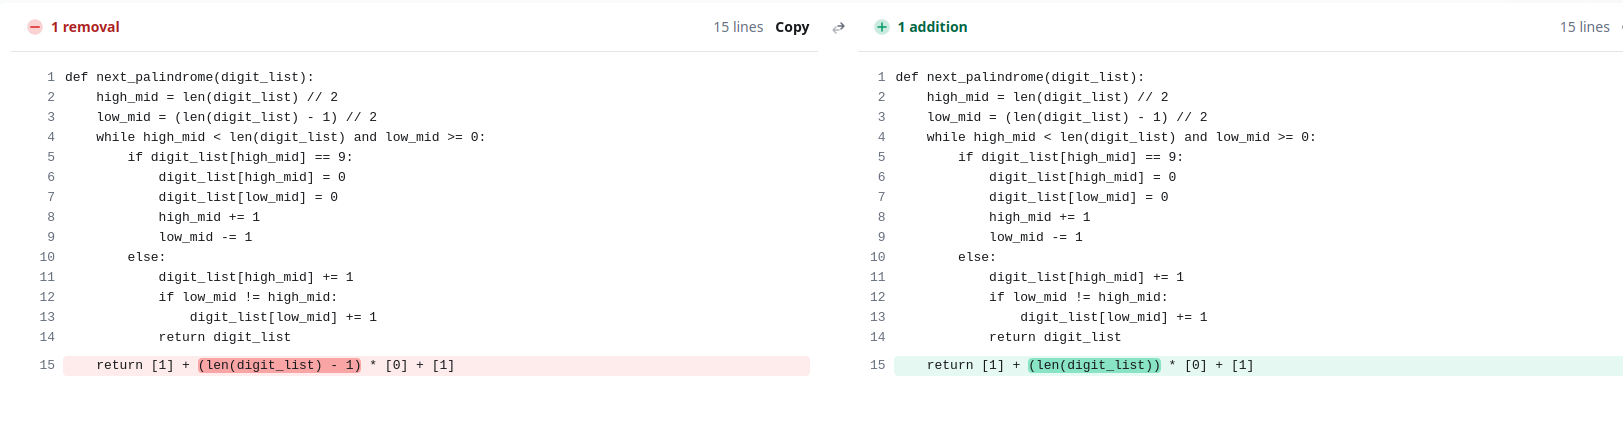 1 removal 15 lines Copy
1 def next_palindrome(digit_list):
2     high_mid = len(digit_list) // 2
3     low_mid = (len(digit_list) - 1) // 2
4     while high_mid < len(digit_list) and low_mid >= 0:
5         if digit_list[high_mid] == 9:
6             digit_list[high_mid] = 0
7             digit_list[low_mid] = 0
8             high_mid += 1
9             low_mid -= 1
10         else:
11             digit_list[high_mid] += 1
12             if low_mid != high_mid:
13                 digit_list[low_mid] += 1
14             return digit_list
15     return [1] + (len(digit_list) - 1) * [0] + [1]
1 addition 15 lines
1 def next_palindrome(digit_list):
2     high_mid = len(digit_list) // 2
3     low_mid = (len(digit_list) - 1) // 2
4     while high_mid < len(digit_list) and low_mid >= 0:
5         if digit_list[high_mid] == 9:
6             digit_list[high_mid] = 0
7             digit_list[low_mid] = 0
8             high_mid += 1
9             low_mid -= 1
10         else:
11             digit_list[high_mid] += 1
12             if low_mid != high_mid:
13                 digit_list[low_mid] += 1
14             return digit_list
15     return [1] + (len(digit_list)) * [0] + [1]